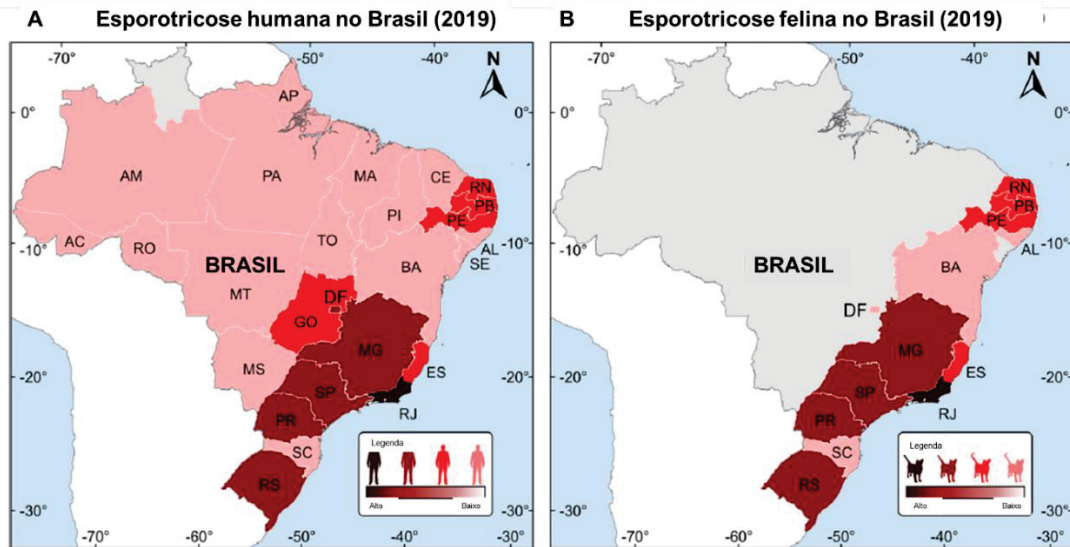 A Esporotricose humana no Brasil (2019)
-70° -60° -50° -40°
N
0°
-10°
-20°
-30°
AP
AM
PA
MA
CE
RN
PB
PE
PI
AC
RO
TO
AL
SE
BRASIL
BA
MT
DF
GO
MG
MS
ES
SP
RJ
PR
SC
RS
Legenda
Alto Baixo
-70° -60° -50° -40°
B Esporotricose felina no Brasil (2019)
-70° -60° -50° -40°
N
0°
-10°
-20°
-30°
RN
PB
PE
AL
BRASIL
BA
DF
MG
ES
SP
RJ
PR
SC
RS
Legenda
Alto Baixo
-70° -60° -50° -40° -30°